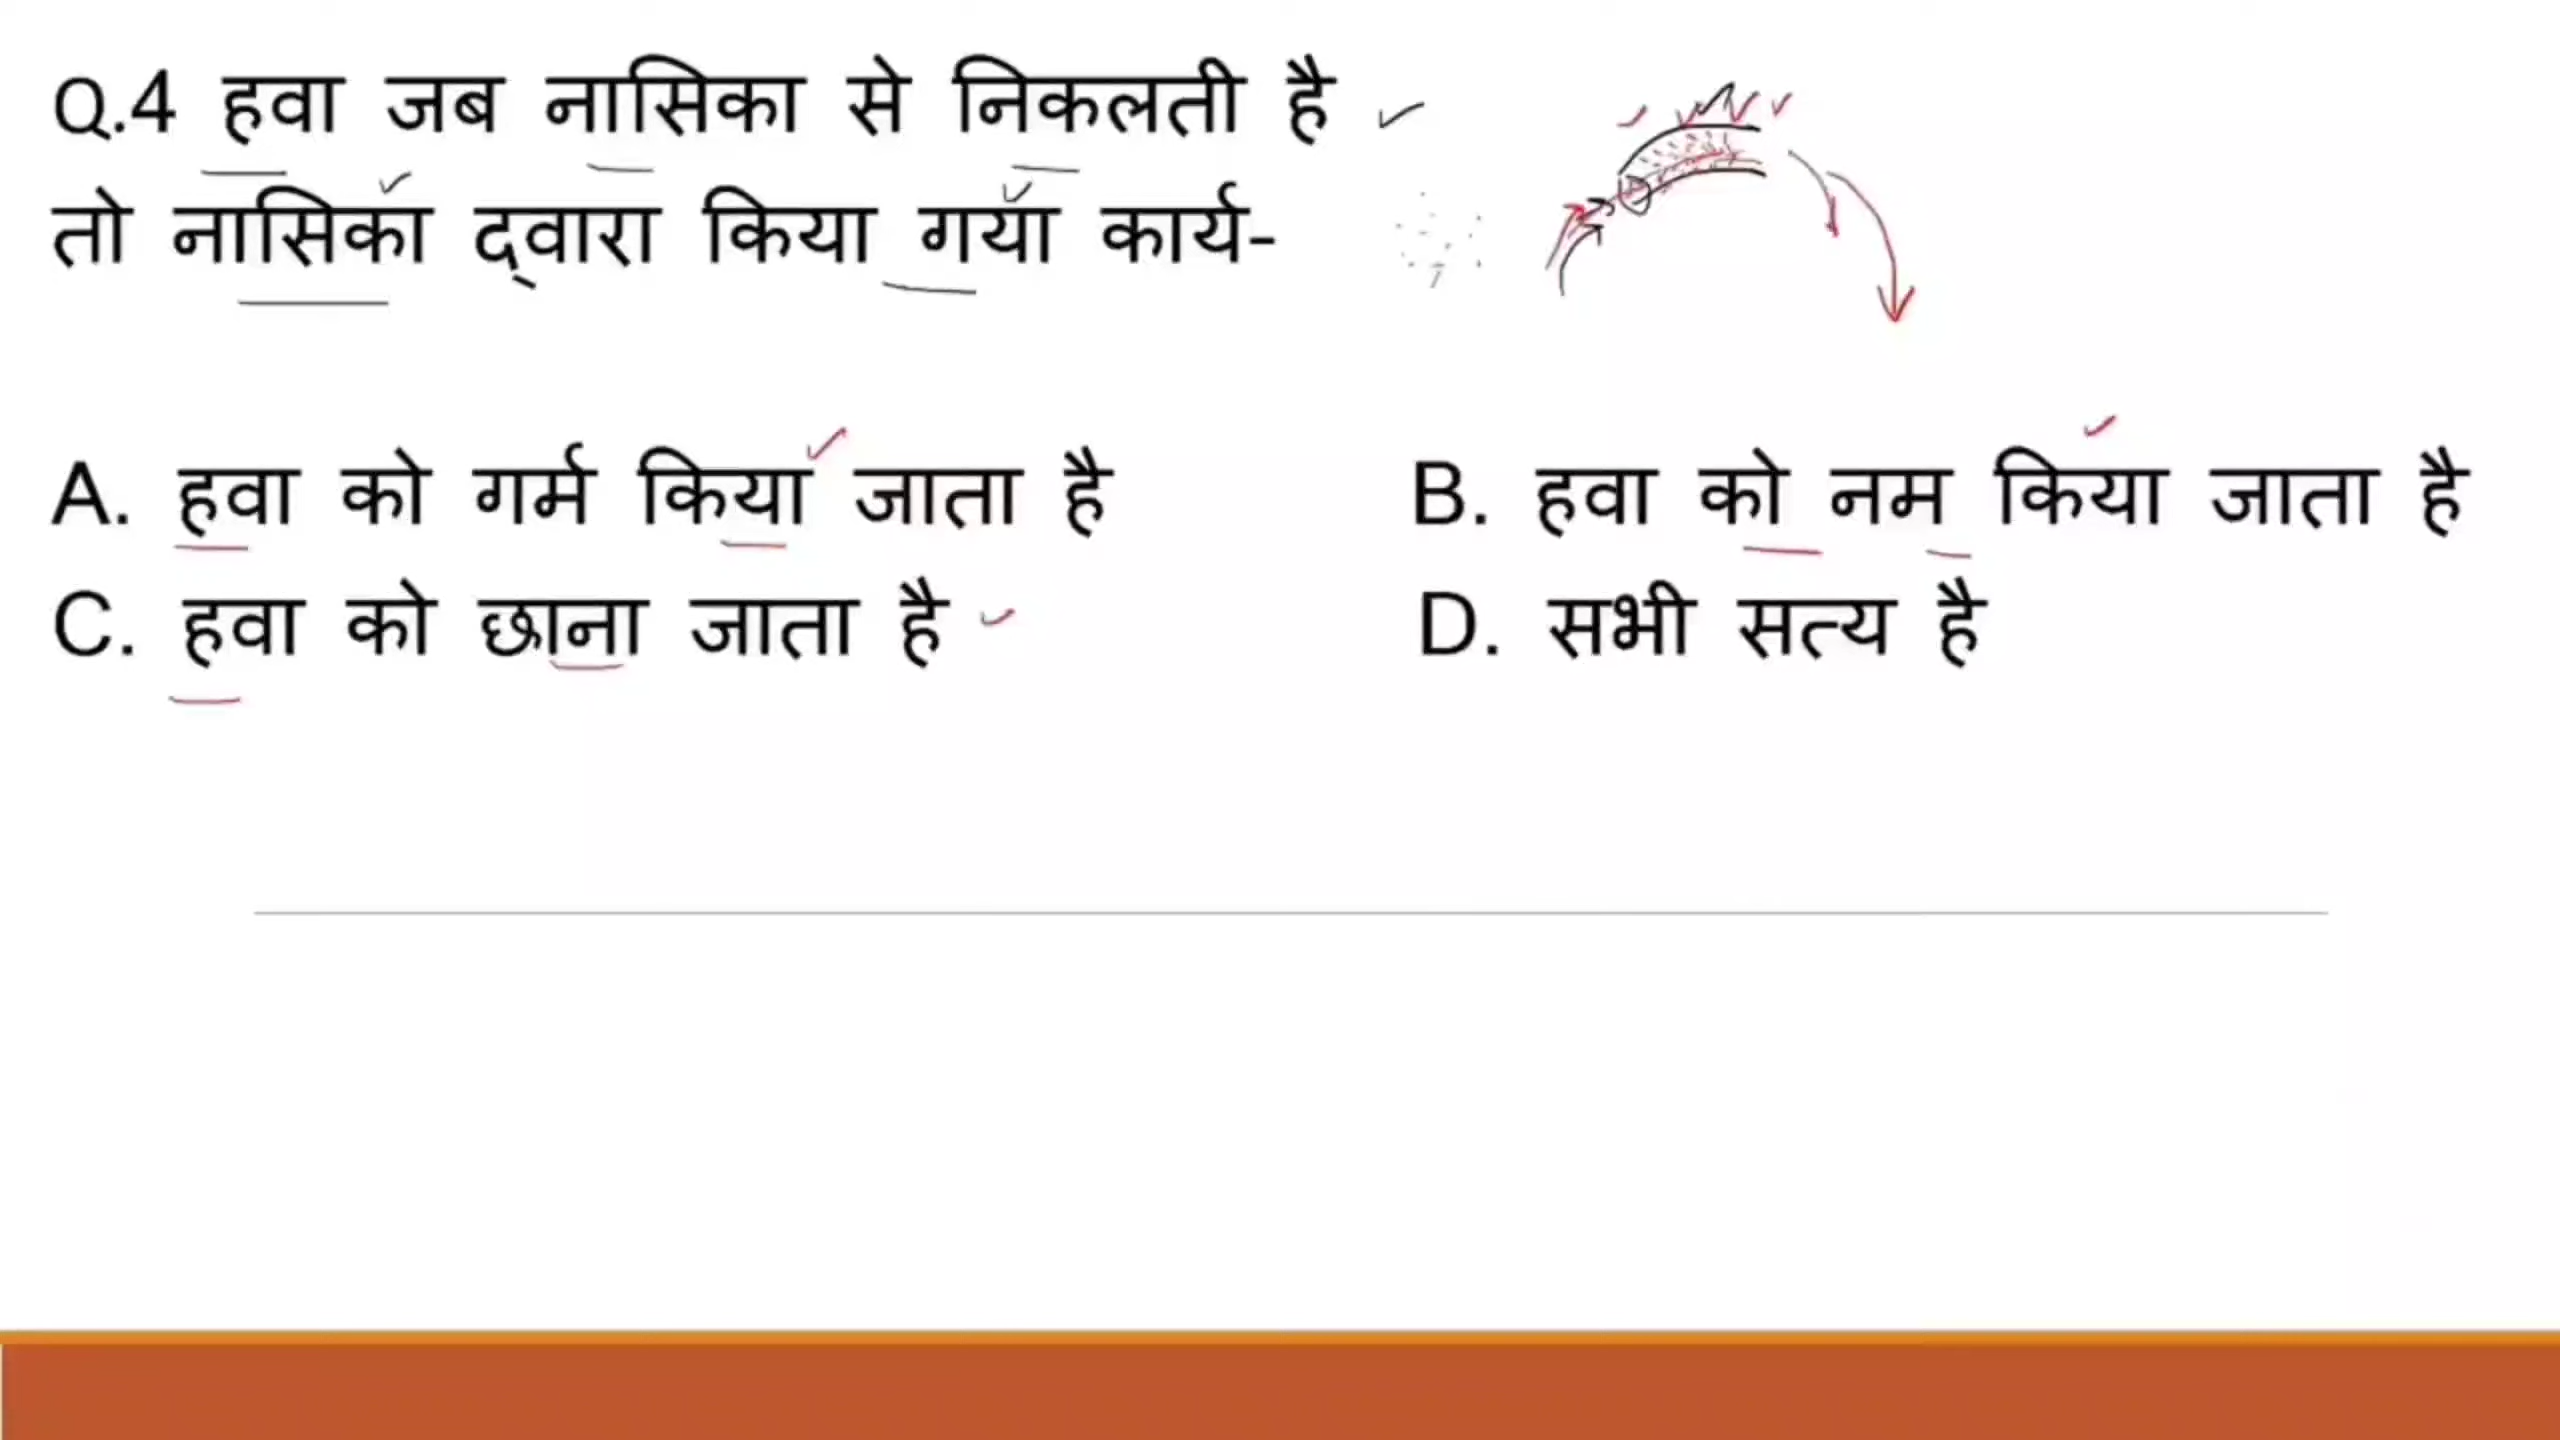 Q.4 हवा जब नासिका से निकलती है
तो नासिका द्वारा किया गया कार्य-
A. हवा को गर्म किया जाता है
B. हवा को नम किया जाता है
C. हवा को छाना जाता है
D. सभी सत्य है